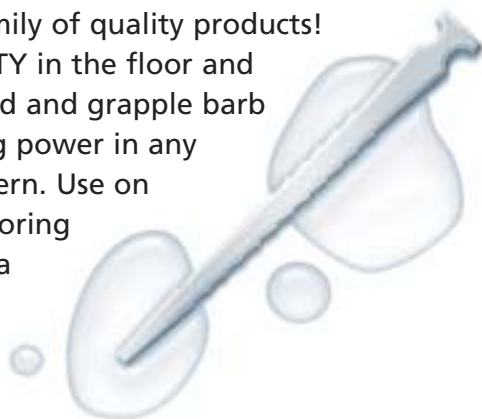 mily of quality products!
TY in the floor and
d and grapple barb
g power in any
ern. Use on
oring
a